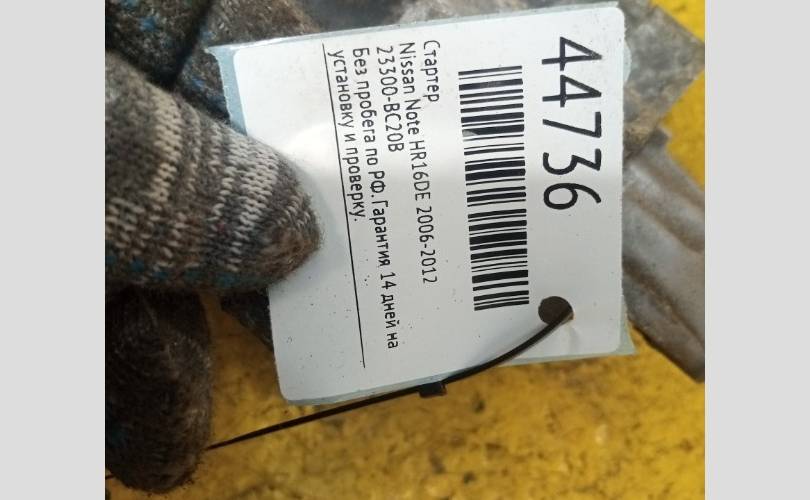 44736
Стартер
Nissan Note HR16DE 2006-2012
23300-BC20B
Без пробега по РФ.Гарантия 14 дней на
установку и проверку.